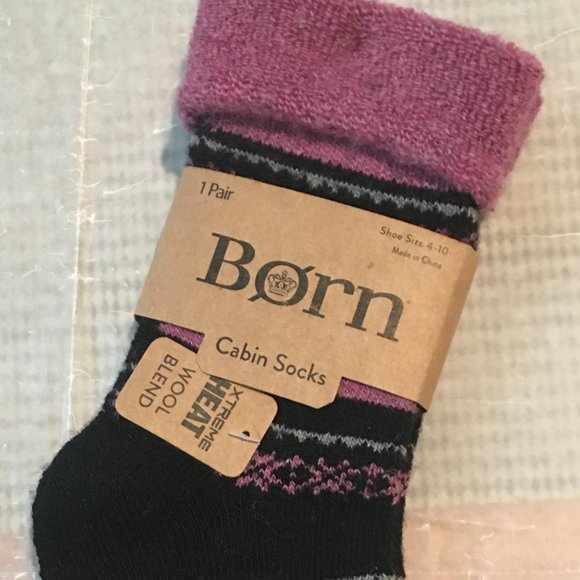 1 Pair
Shoe Size 4-10
Made in China
Børn
Cabin Socks
XTREME
HEAT
WOOL
BLEND